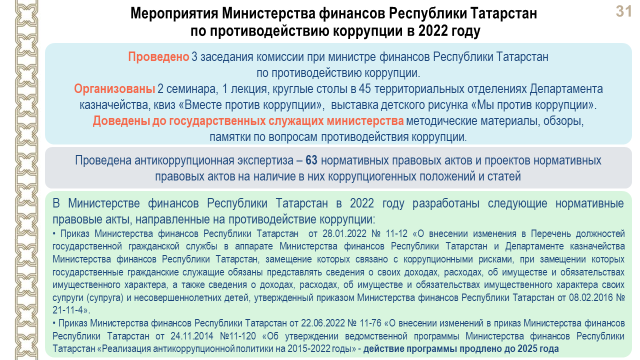 31
Мероприятия Министерства финансов Республики Татарстан
по противодействию коррупции в 2022 году
Проведено 3 заседания комиссии при министре финансов Республики Татарстан
по противодействию коррупции.
Организованы 2 семинара, 1 лекция, круглые столы в 45 территориальных отделениях Департамента
казначейства, квиз «Вместе против коррупции», выставка детского рисунка «Мы против коррупции».
Доведены до государственных служащих министерства методические материалы, обзоры,
памятки по вопросам противодействия коррупции.
Проведена антикоррупционная экспертиза – 63 нормативных правовых актов и проектов нормативных
правовых актов на наличие в них коррупциогенных положений и статей
В Министерстве финансов Республики Татарстан в 2022 году разработаны следующие нормативные
правовые акты, направленные на противодействие коррупции:
• Приказ Министерства финансов Республики Татарстан от 28.01.2022 № 11-12 «О внесении изменения в Перечень должностей
государственной гражданской службы в аппарате Министерства финансов Республики Татарстан и Департаменте казначейства
Министерства финансов Республики Татарстан, замещение которых связано с коррупционными рисками, при замещении которых
государственные гражданские служащие обязаны представлять сведения о своих доходах, расходах, об имуществе и обязательствах
имущественного характера, а также сведения о доходах, расходах, об имуществе и обязательствах имущественного характера своих
супруги (супруга) и несовершеннолетних детей, утвержденный приказом Министерства финансов Республики Татарстан от 08.02.2016 №
21-11-4».
• Приказ Министерства финансов Республики Татарстан от 22.06.2022 № 11-76 «О внесении изменений в приказ Министерства финансов
Республики Татарстан от 24.11.2014 №11-120 «Об утверждении ведомственной программы Министерства финансов Республики
Татарстан «Реализация антикоррупционной политики на 2015-2022 годы» - действие программы продлено до 2025 года